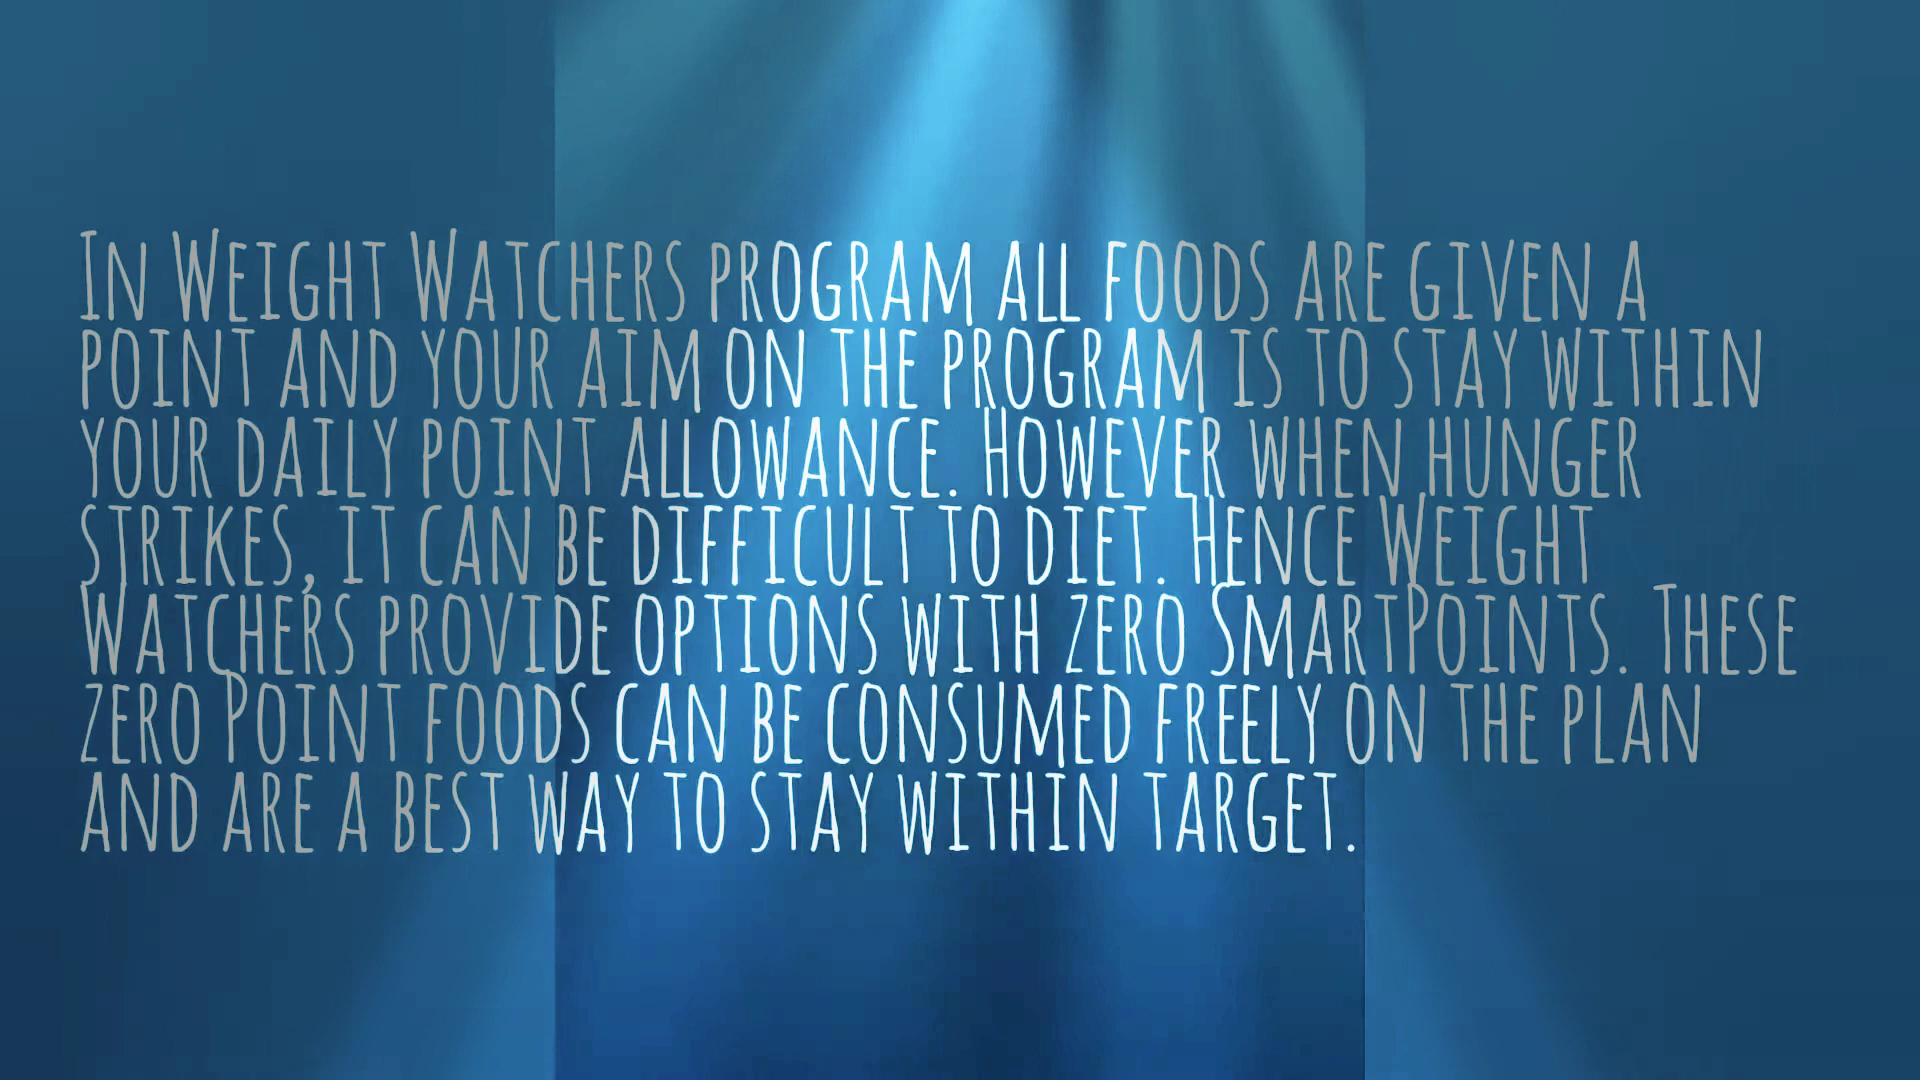 In Weight Watchers program all foods are given a
point and your aim on the program is to stay within
your daily point allowance. However when hunger
strikes, it can be difficult to diet. Hence Weight
Watchers provide options with zero SmartPoints. These
zero Point foods can be consumed freely on the plan
and are a best way to stay within target.